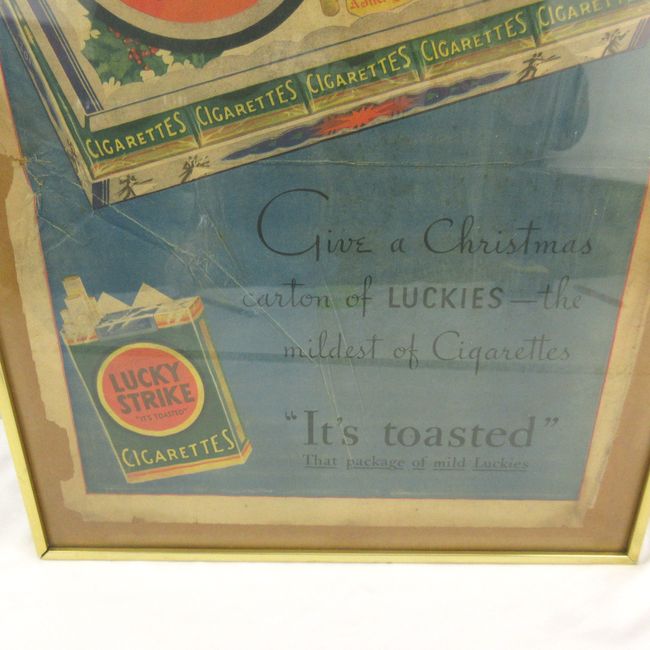 CIGARETTES CIGARETTES CIGARETTES CIGARETTES CIGARETTES
Give a Christmas
carton of LUCKIES—the
mildest of Cigarettes
LUCKY
STRIKE
"IT'S TOASTED"
CIGARETTES
"It's toasted"
That package of mild Luckies